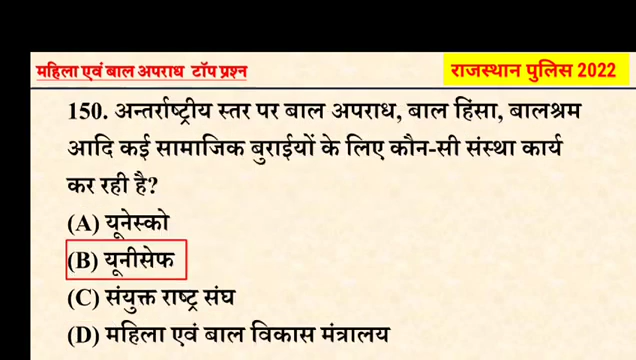 महिला एवं बाल अपराध टॉप प्रश्न
राजस्थान पुलिस 2022
150. अन्तर्राष्ट्रीय स्तर पर बाल अपराध, बाल हिंसा, बालश्रम
आदि कई सामाजिक बुराईयों के लिए कौन-सी संस्था कार्य
कर रही है?
(A) यूनेस्को
(B) यूनीसेफ
(C) संयुक्त राष्ट्र संघ
(D) महिला एवं बाल विकास मंत्रालय